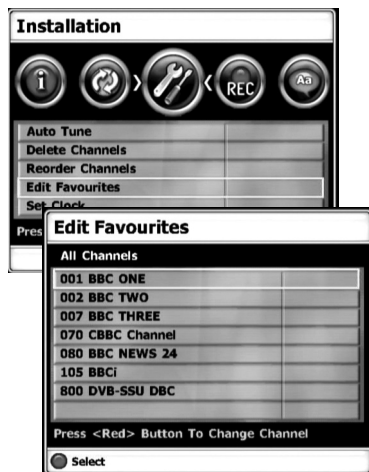 Installation
i
REC
Aa
Auto Tune
Delete Channels
Reorder Channels
Edit Favourites
Set Clock
Pres
Edit Favourites
All Channels
001 BBC ONE
002 BBC TWO
007 BBC THREE
070 CBBC Channel
080 BBC NEWS 24
105 BBCi
800 DVB-SSU DBC
Press <Red> Button To Change Channel
Select